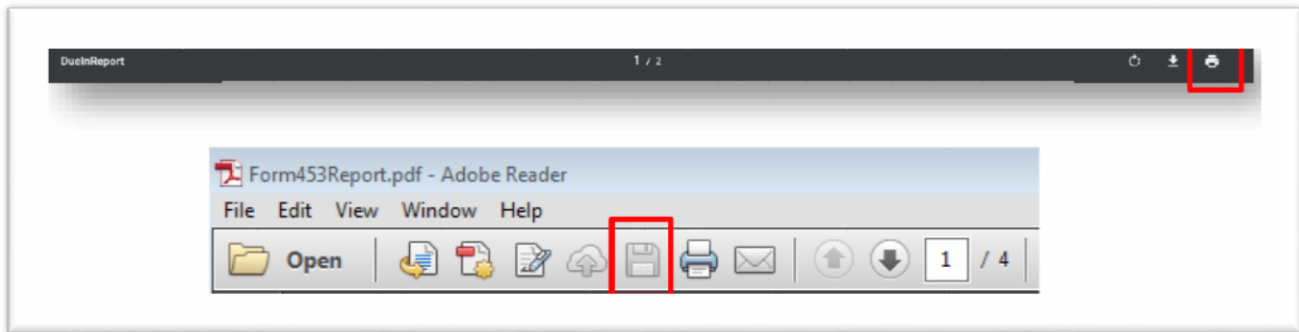 DueInReport 1 / 2
Form453Report.pdf - Adobe Reader
File Edit View Window Help
Open 1 / 4